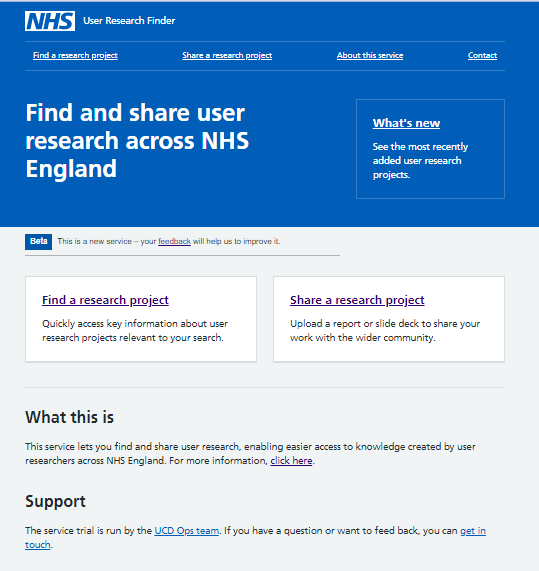 NHS User Research Finder
Find a research project Share a research project About this service Contact
Find and share user
research across NHS
England
What's new
See the most recently
added user research
projects.
Beta This is a new service – your feedback will help us to improve it.
Find a research project
Quickly access key information about user
research projects relevant to your search.
Share a research project
Upload a report or slide deck to share your
work with the wider community.
What this is
This service lets you find and share user research, enabling easier access to knowledge created by user
researchers across NHS England. For more information, click here.
Support
The service trial is run by the UCD Ops team. If you have a question or want to feed back, you can get in
touch.